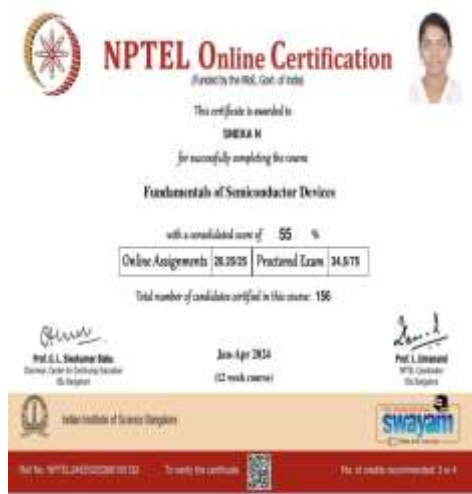 NPTEL Online Certification
(Funded by the MoE, Govt. of India)
This certificate is awarded to
SNEKA N
for successfully completing the course
Fundamentals of Semiconductor Devices
with a consolidated score of 55 %
Online Assignments Proctored Exam 34.5/75
Total number of candidates certified in this course: 156
Prof. L. Umanand
Jan-Apr 2024
(12 week course)
Indian Institute of Science Bangalore
swayam
To verify the certificate
No. of credits recommended: 3 or 4